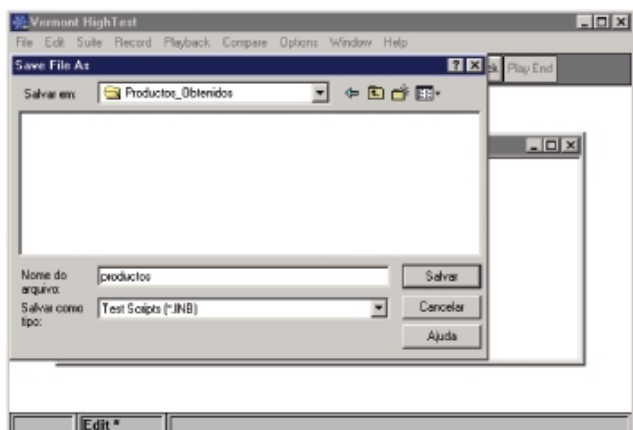 Vermont HighTest
File Edit Suite Record Playback Compare Options Window Help
Save File As
Play End
Salvar em:
Productos_Obtenidos
Nome do arquivo:
productos
Salvar
Salvar como tipo:
Test Scripts (*.INB)
Cancelar
Ajuda
Edit *